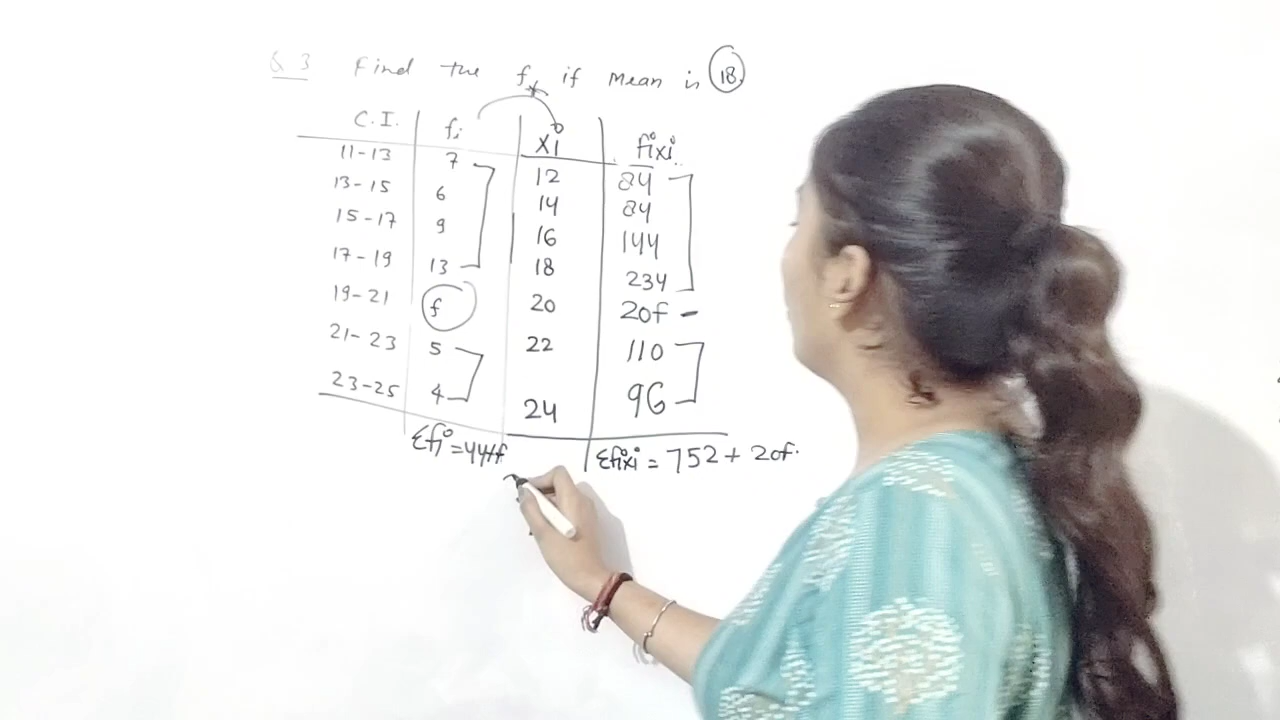 Q 3 Find the f, if Mean is 18.
C.I. fi xi fixi
11-13 7 12 84
13-15 6 14 84
15-17 9 16 144
17-19 13 18 234
19-21 f 20 20f
21-23 5 22 110
23-25 4 24 96
Σfi = 44+f Σfixi = 752 + 20f.